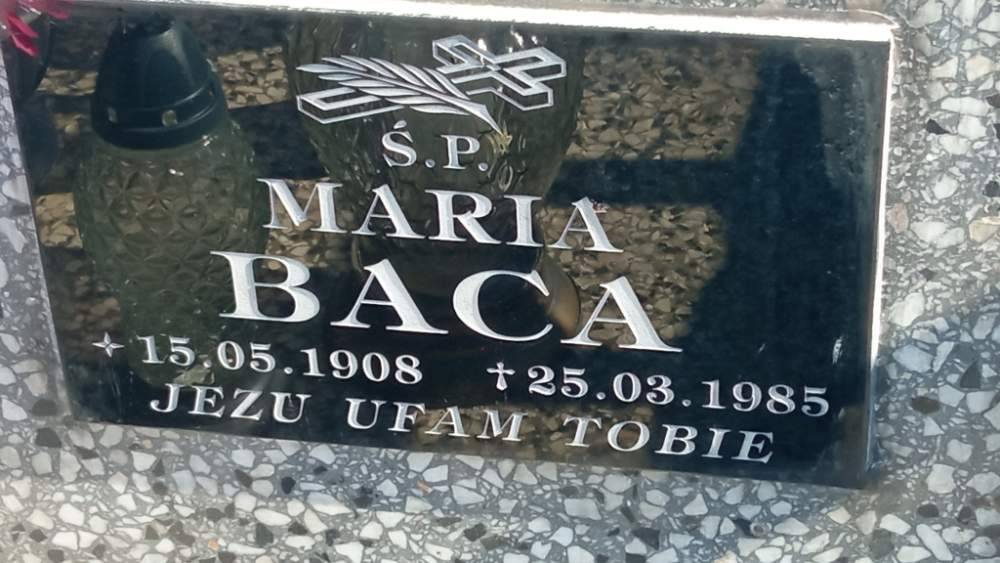 Ś.P.
MARIA
BACA
✦ 15.05.1908 ✝ 25.03.1985
JEZU UFAM TOBIE